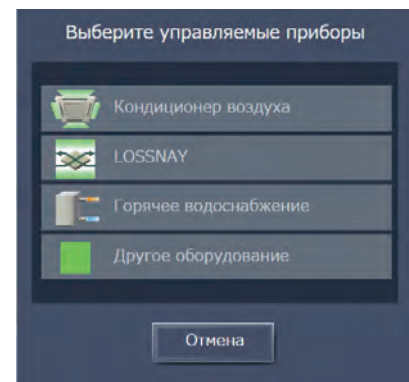 Выберите управляемые приборы
Кондиционер воздуха
LOSSNAY
Горячее водоснабжение
Другое оборудование
Отмена